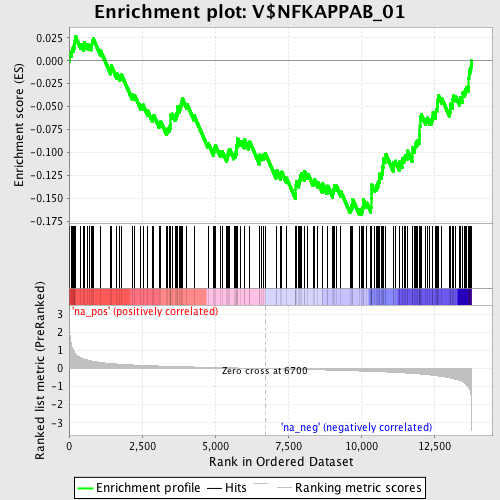 Enrichment plot: V$NFKAPPAB_01
Enrichment score (ES)
0.025
0.000
-0.025
-0.050
-0.075
-0.100
-0.125
-0.150
-0.175
'na_pos' (positively correlated)
Ranked list metric (PreRanked)
3
2
1
0
-1
-2
-3
Zero cross at 6700
'na_neg' (negatively correlated)
0
2,500
5,000
7,500
10,000
12,500
Rank in Ordered Dataset
Enrichment profile
Hits
Ranking metric scores